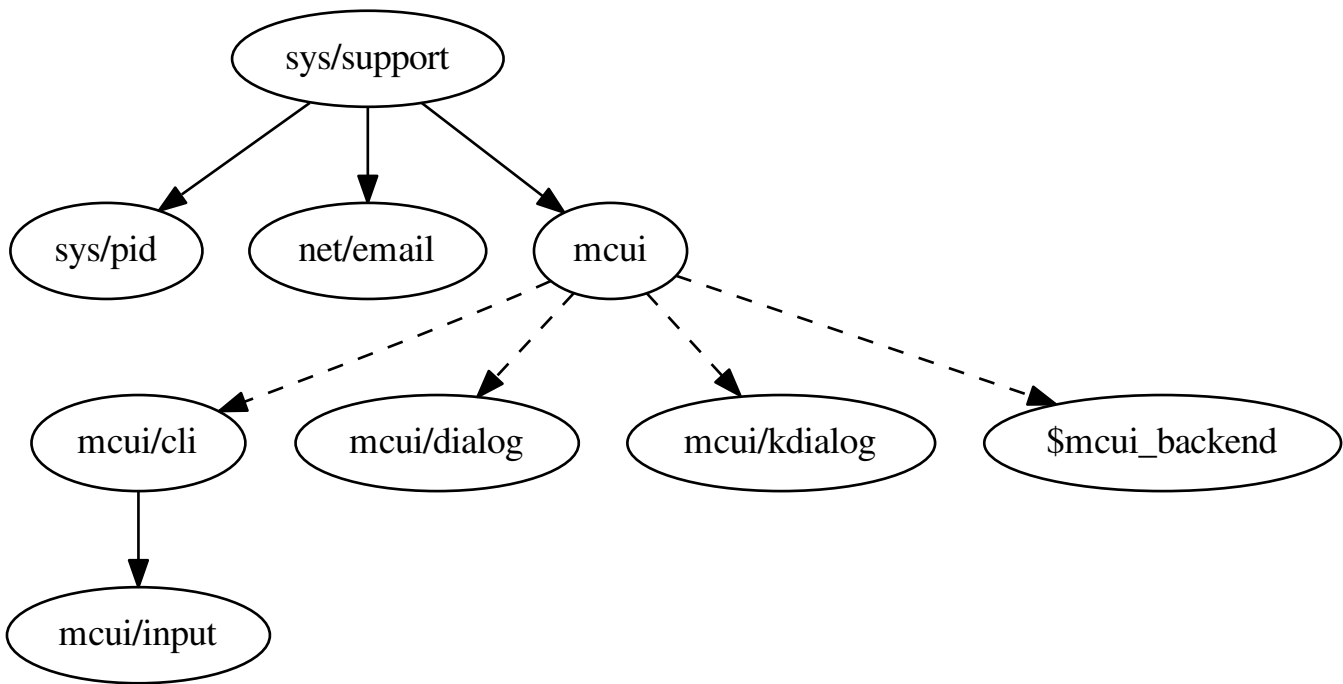 sys/support
sys/pid
net/email
mcui
mcui/cli
mcui/dialog
mcui/kdialog
$mcui_backend
mcui/input